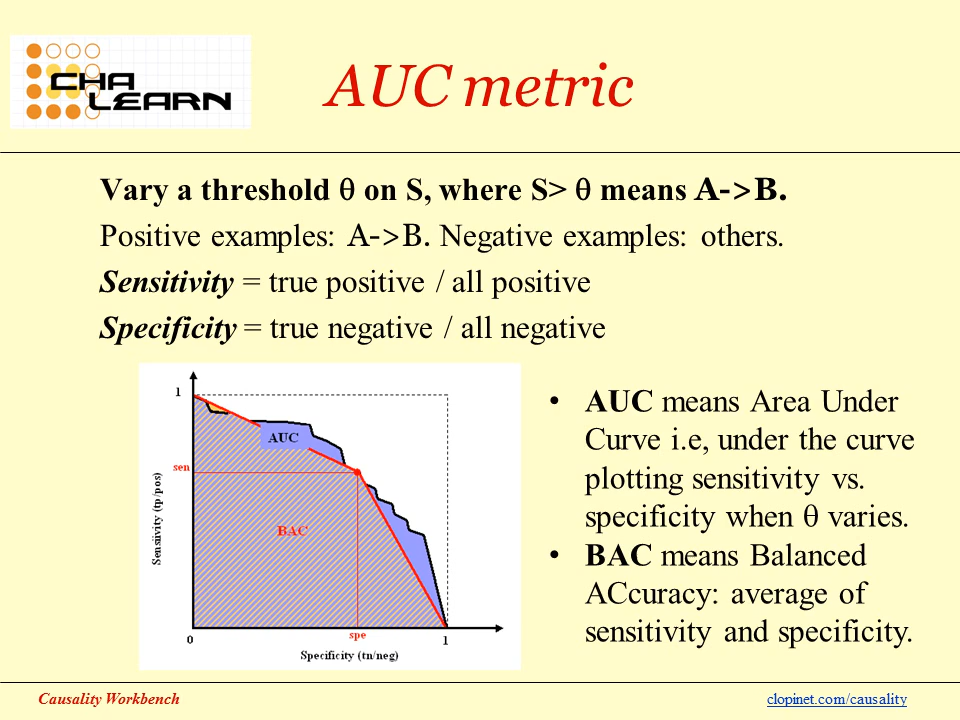 CHA
LEARN
AUC metric
Vary a threshold θ on S, where S> θ means A->B.
Positive examples: A->B. Negative examples: others.
Sensitivity = true positive / all positive
Specificity = true negative / all negative
1
AUC
sen
Sensitivity (tp/pos)
BAC
0
spe
1
Specificity (tn/neg)
• AUC means Area Under
Curve i.e, under the curve
plotting sensitivity vs.
specificity when θ varies.
• BAC means Balanced
ACcuracy: average of
sensitivity and specificity.
Causality Workbench
clopinet.com/causality